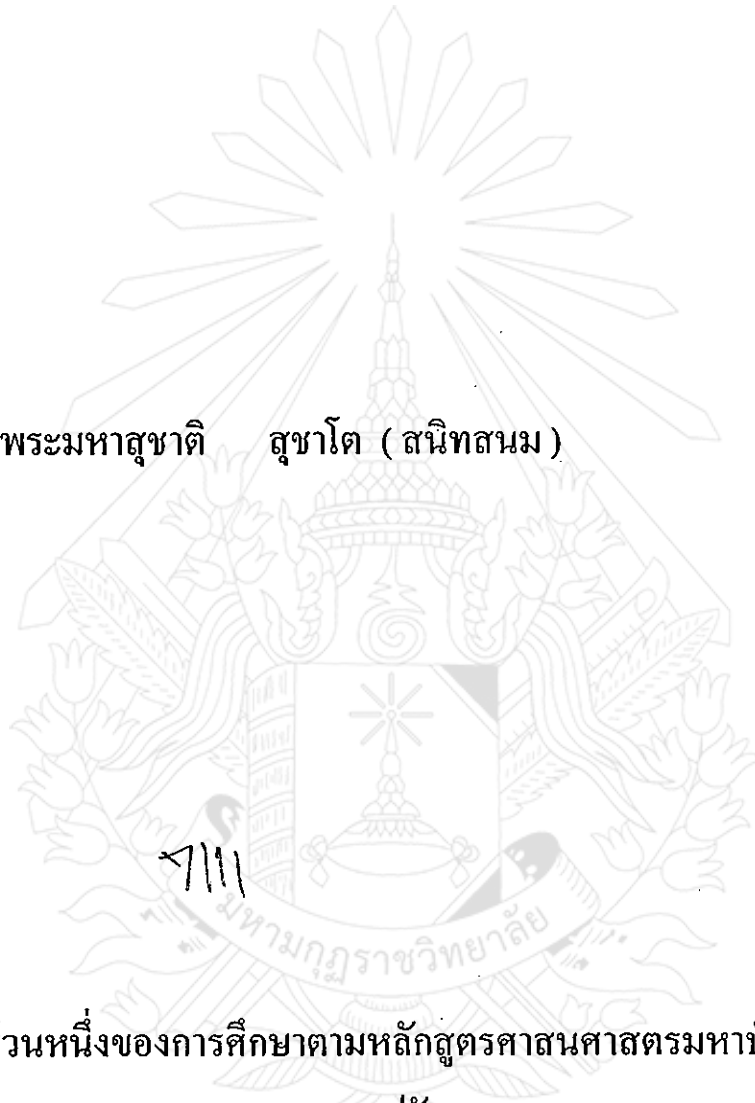 พระมหาสุชาติ สุชาโต ( สนิทสนม )
มหามกุฏราชวิทยาลัย
วนหนึ่งของการศึกษาตามหลักสูตรศาสนศาสตรมหา